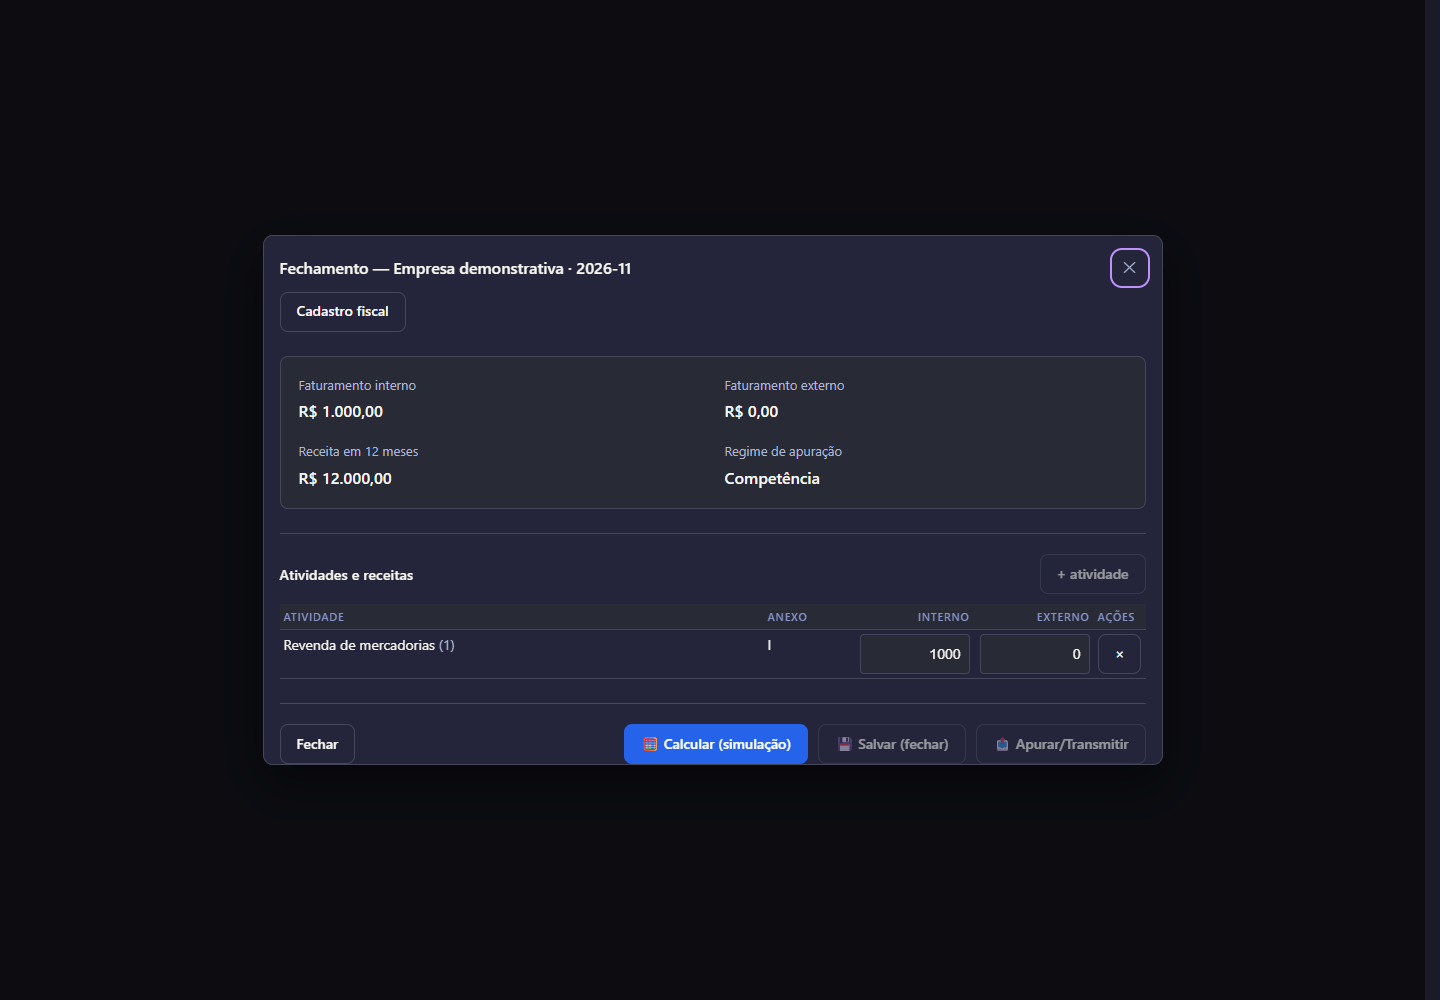 Fechamento — Empresa demonstrativa · 2026-11
Cadastro fiscal
Faturamento interno
Faturamento externo
R$ 1.000,00
R$ 0,00
Receita em 12 meses
Regime de apuração
R$ 12.000,00
Competência
Atividades e receitas
+ atividade
ATIVIDADE ANEXO INTERNO EXTERNO AÇÕES
Revenda de mercadorias (1) I 1000 0 ×
Fechar
Calcular (simulação)
Salvar (fechar)
Apurar/Transmitir